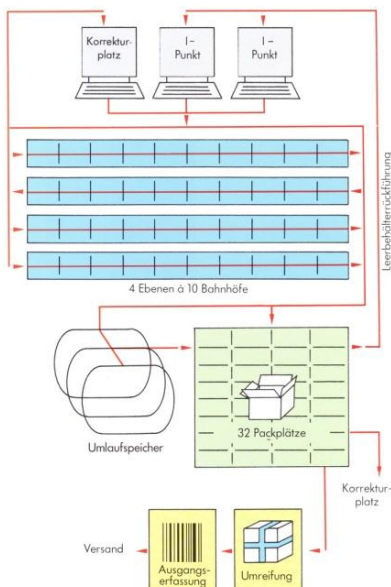 Korrektur-
platz
I –
Punkt
I –
Punkt
Leerbehälterrückführung
4 Ebenen à 10 Bahnhöfe
Umlaufspeicher
32 Packplätze
Korrektur-
platz
Versand
Ausgangs-
erfassung
Umreifung